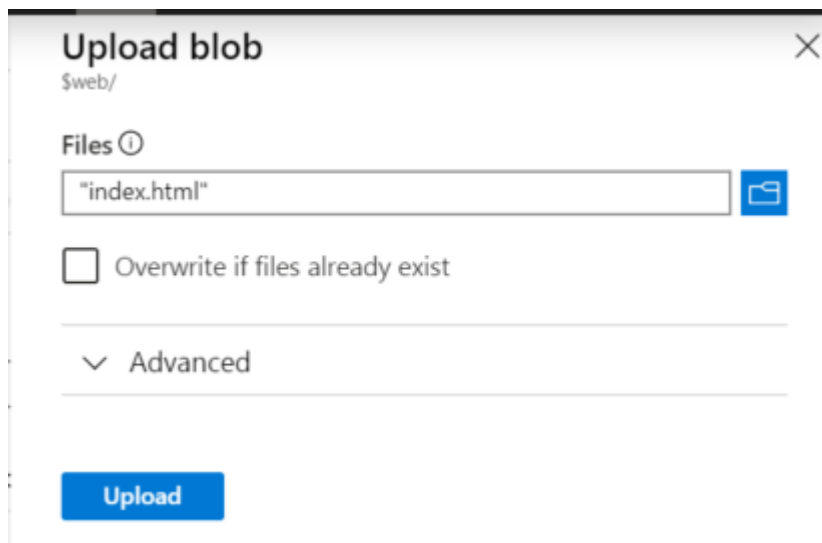 Upload blob
$web/
Files
"index.html"
Overwrite if files already exist
Advanced
Upload